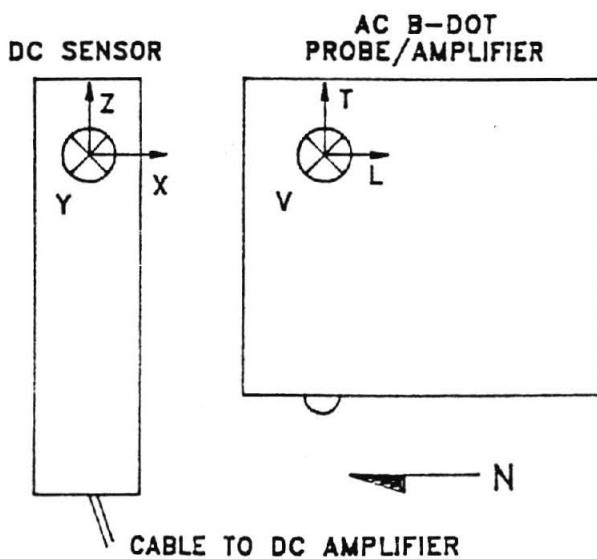 DC SENSOR
AC B-DOT
PROBE/AMPLIFIER
Z
X
Y
T
L
V
N
CABLE TO DC AMPLIFIER